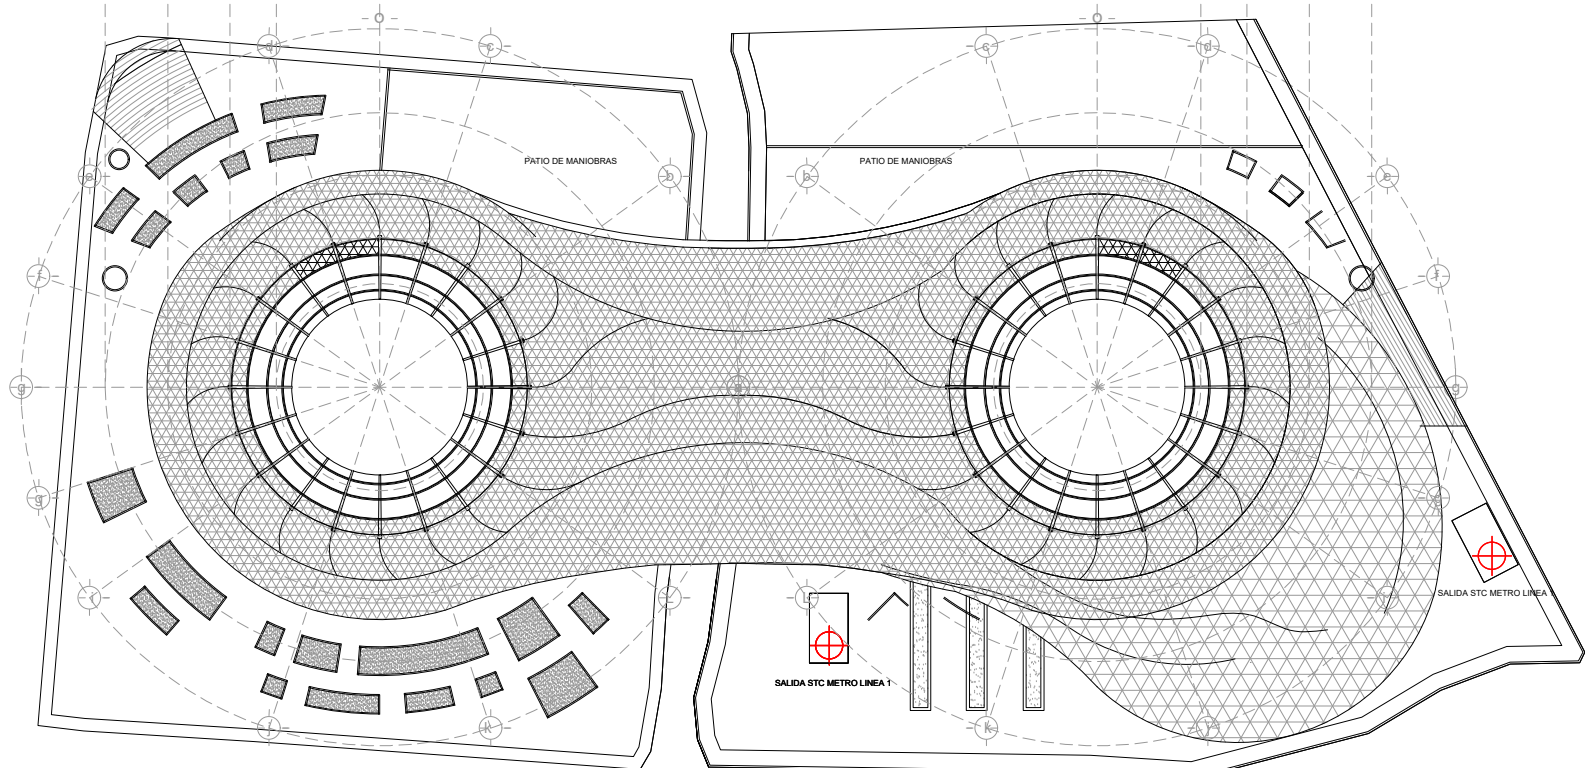 O
O
d
c
c
d
PATIO DE MANIOBRAS
PATIO DE MANIOBRAS
e
b
b
e
f
f
g
g
g
SALIDA STC METRO LINEA 1
SALIDA STC METRO LINEA 1
j
k
k